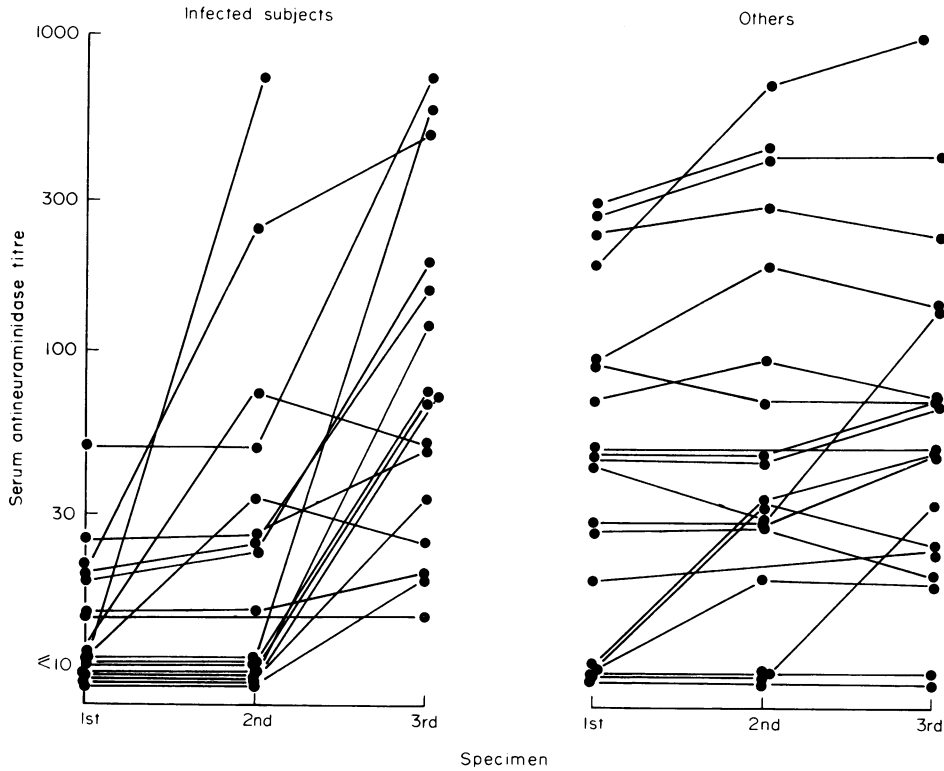 Infected subjects
Others
Serum antineuraminidase titre
1000
300
100
30
≤10
1st
2nd
3rd
1st
2nd
3rd
Specimen